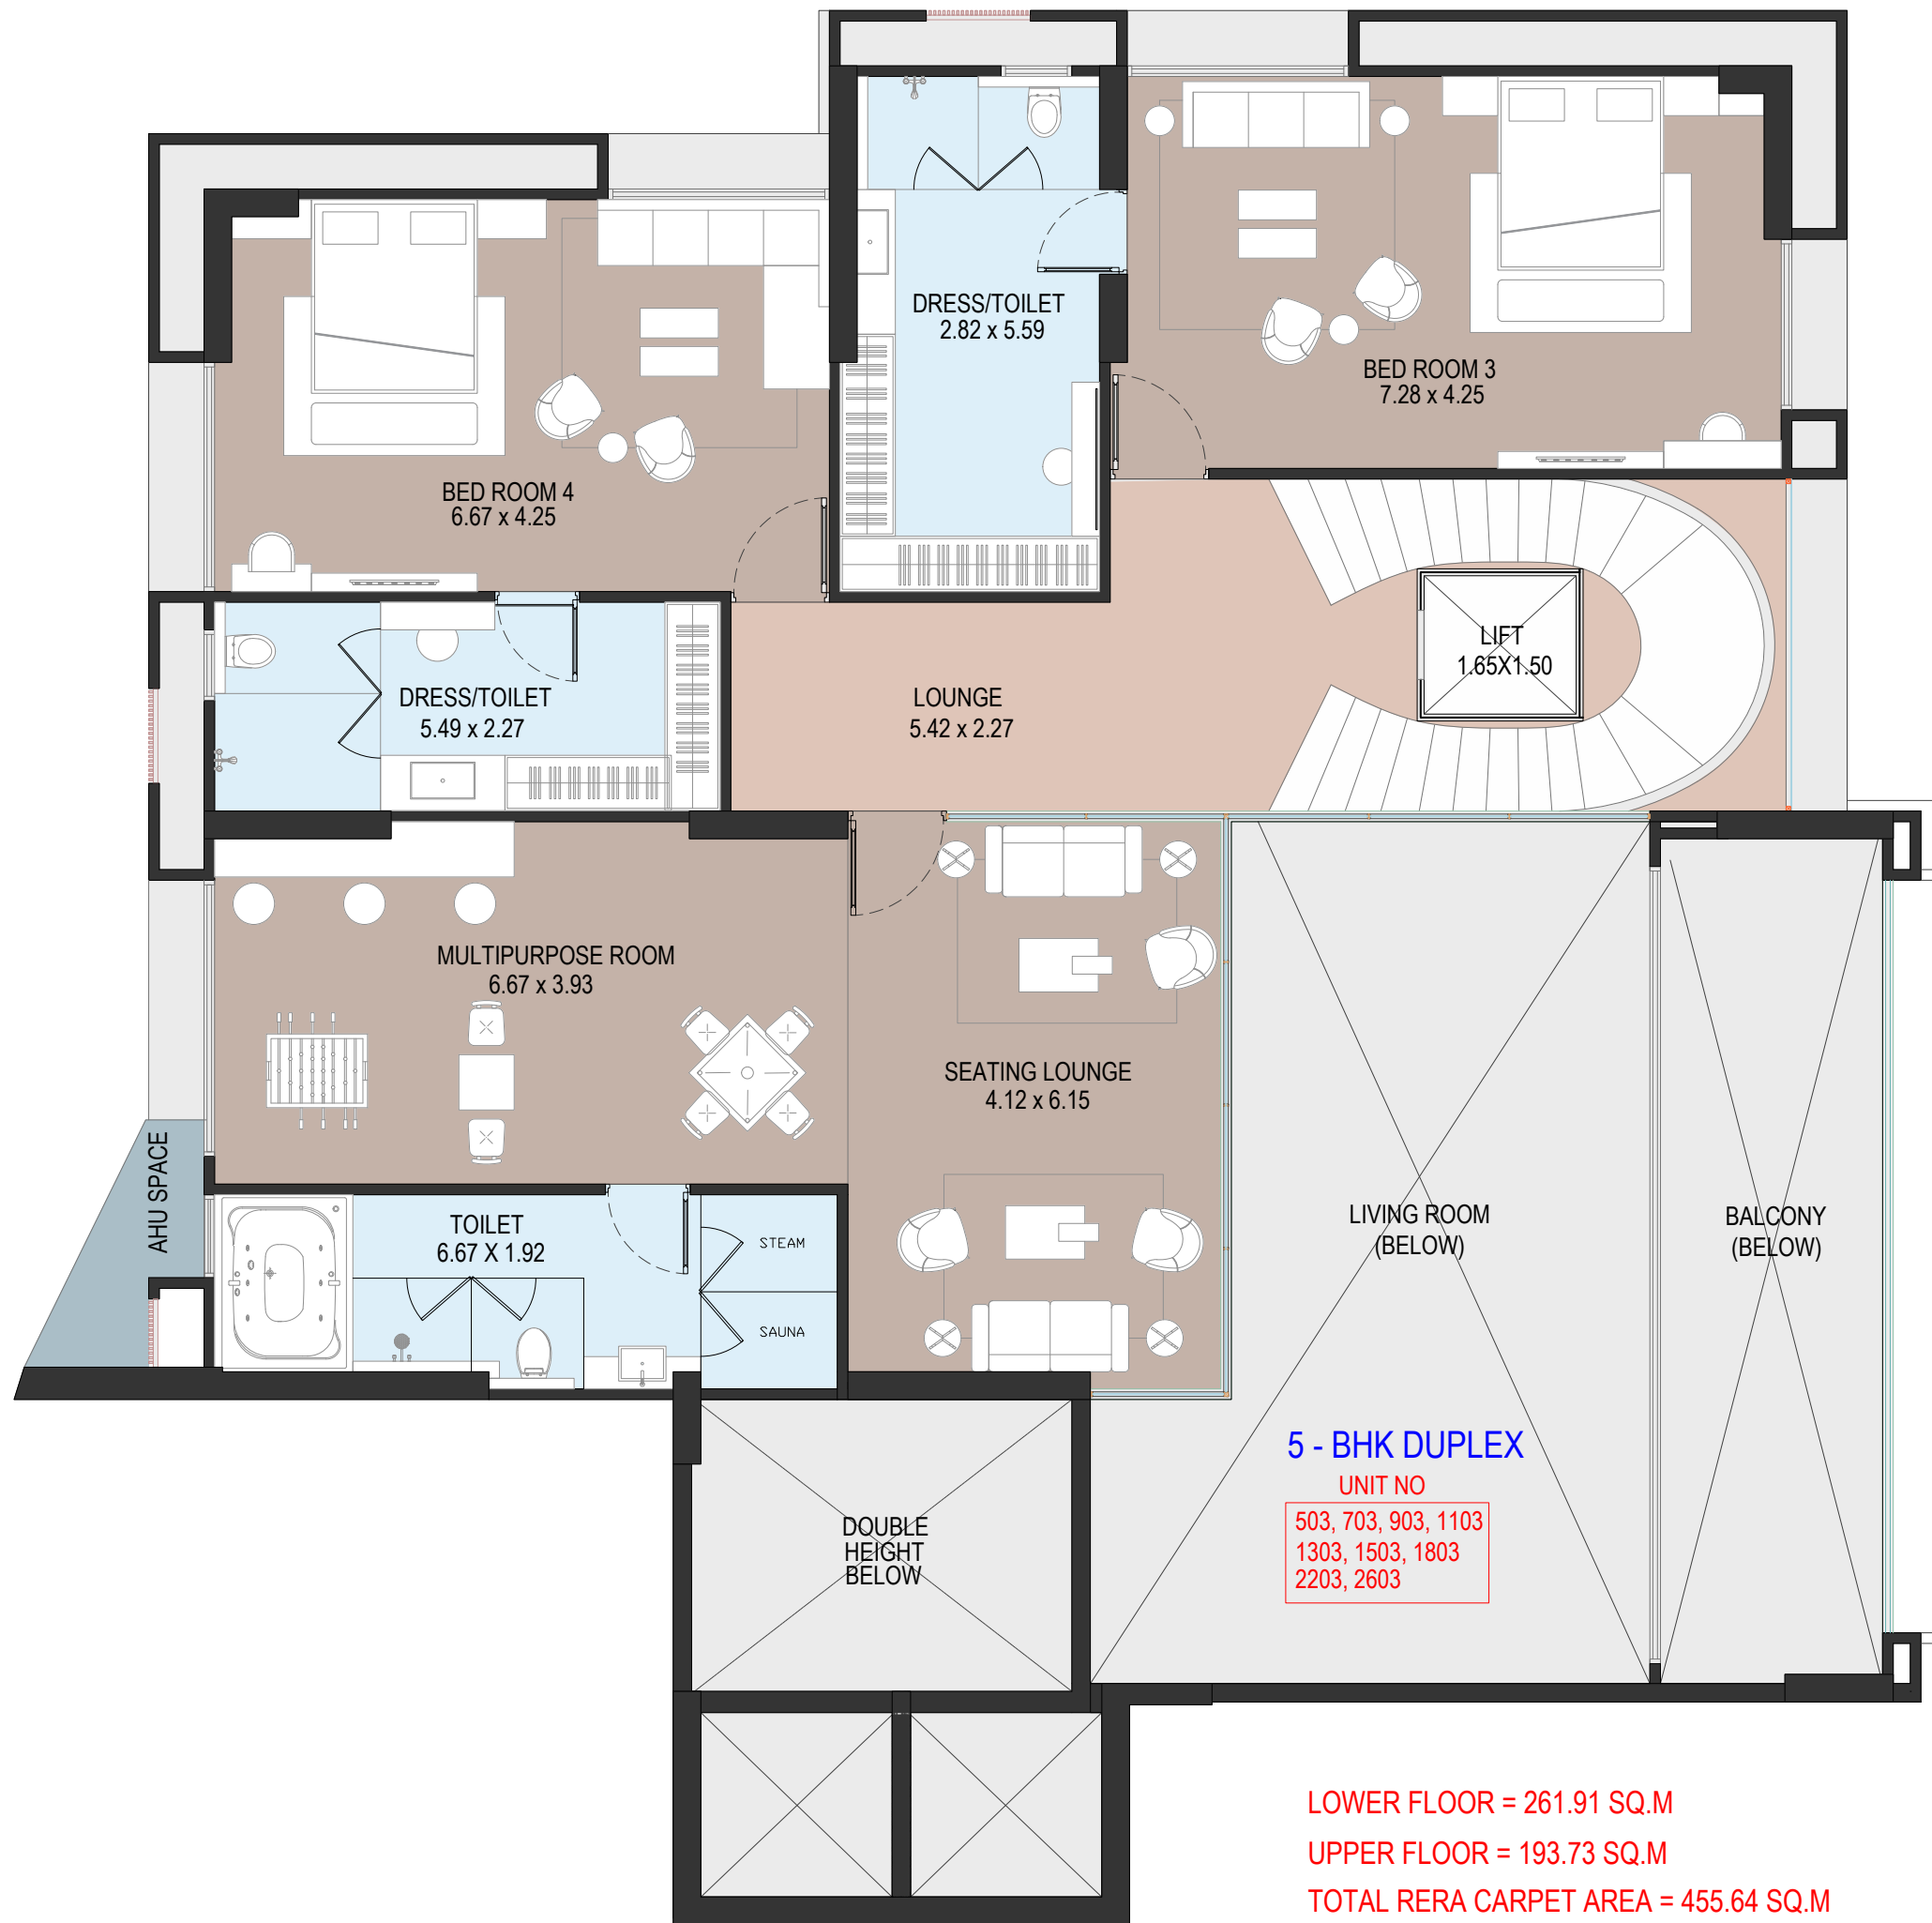 DRESS/TOILET
2.82 x 5.59
BED ROOM 3
7.28 x 4.25
BED ROOM 4
6.67 x 4.25
LIFT
1.65X1.50
DRESS/TOILET
5.49 x 2.27
LOUNGE
5.42 x 2.27
MULTIPURPOSE ROOM
6.67 x 3.93
SEATING LOUNGE
4.12 x 6.15
AHU SPACE
TOILET
6.67 X 1.92
STEAM
SAUNA
LIVING ROOM
(BELOW)
BALCONY
(BELOW)
5 - BHK DUPLEX
UNIT NO
503, 703, 903, 1103
1303, 1503, 1803
2203, 2603
DOUBLE
HEIGHT
BELOW
LOWER FLOOR = 261.91 SQ.M
UPPER FLOOR = 193.73 SQ.M
TOTAL RERA CARPET AREA = 455.64 SQ.M